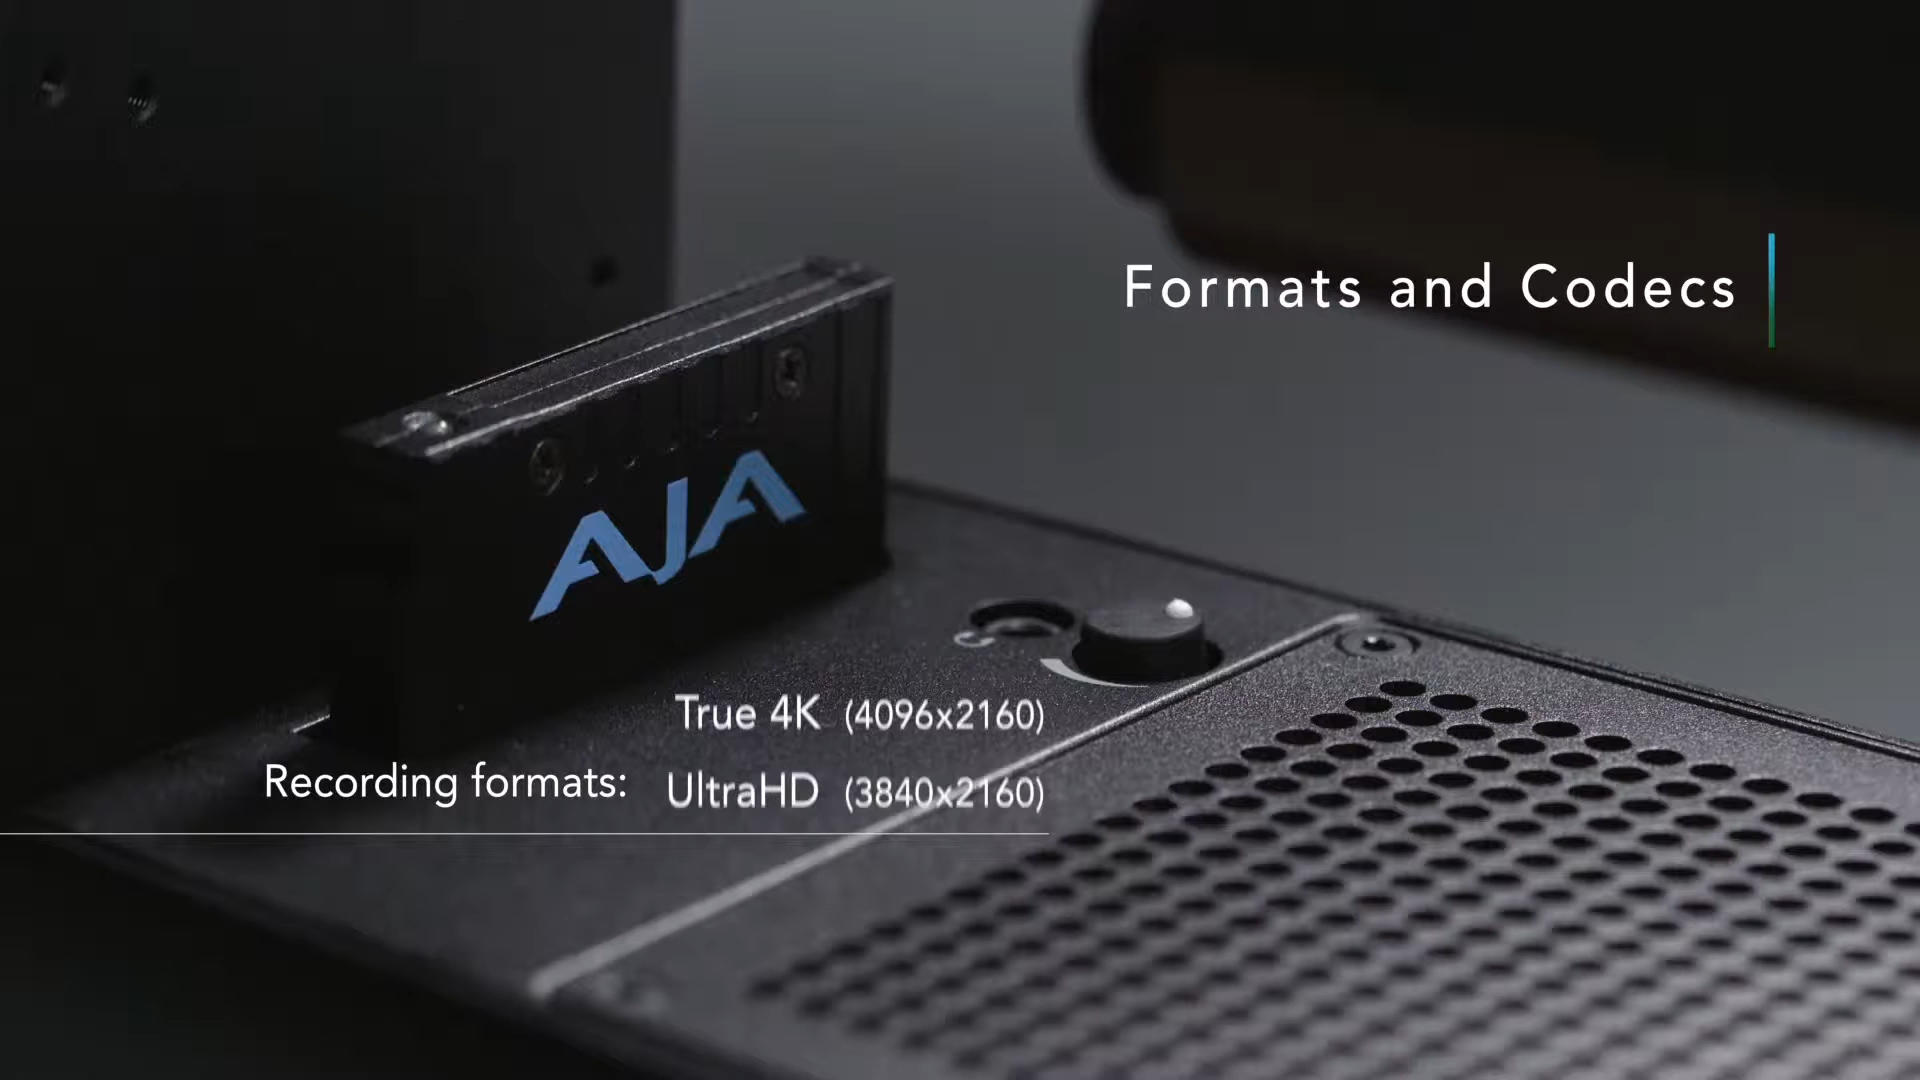 Formats and Codecs
AJA
True 4K (4096x2160)
Recording formats: UltraHD (3840x2160)